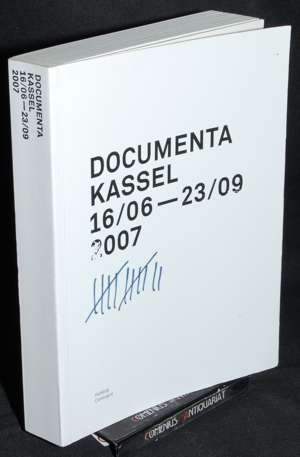 DOCUMENTA
KASSEL
16/06—23/09
2007
DOCUMENTA
KASSEL
16/06—23/09
2007
Katalog
Catalogue
COMENIUS ANTIQUARIAT